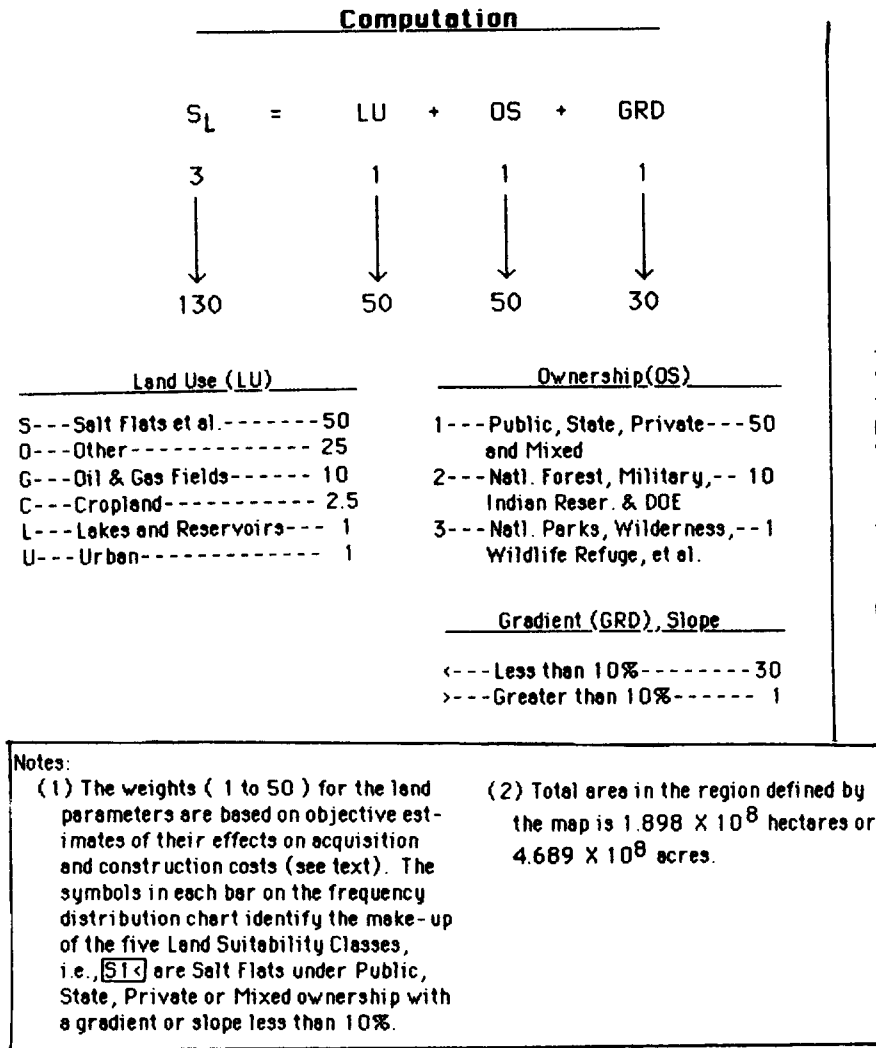 Computation
S_L = LU + OS + GRD
3 1 1 1
130 50 50 30
Land Use (LU)
S---Salt Flats et al.-------50
O---Other------------- 25
G---Oil & Gas Fields------ 10
C---Cropland----------- 2.5
L---Lakes and Reservoirs--- 1
U---Urban------------- 1
Ownership(OS)
1---Public, State, Private---50
and Mixed
2---Natl. Forest, Military,-- 10
Indian Reser. & DOE
3---Natl. Parks, Wilderness,--1
Wildlife Refuge, et al.
Gradient (GRD), Slope
<---Less than 10%--------30
>---Greater than 10%------ 1
Notes:
(1) The weights ( 1 to 50 ) for the land
parameters are based on objective est-
imates of their effects on acquisition
and construction costs (see text). The
symbols in each bar on the frequency
distribution chart identify the make-up
of the five Land Suitability Classes,
i.e., S1< are Salt Flats under Public,
State, Private or Mixed ownership with
a gradient or slope less than 10%.
(2) Total area in the region defined by
the map is 1.898 X 10^8 hectares or
4.689 X 10^8 acres.